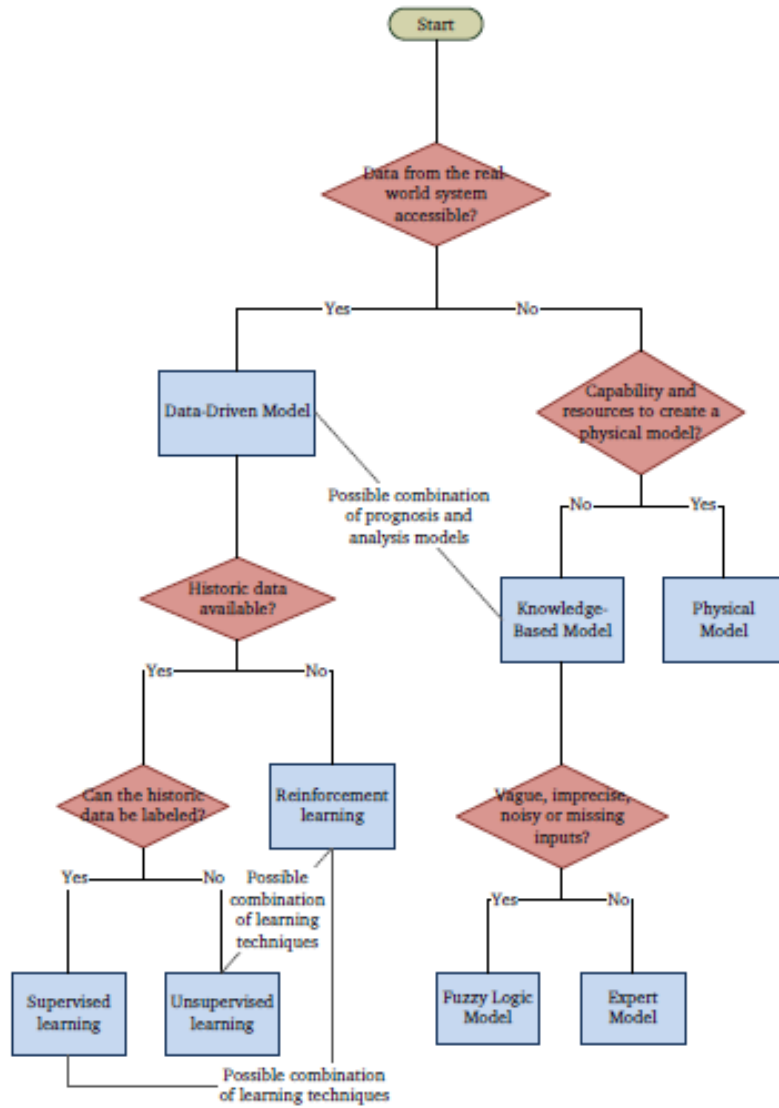 Start
Data from the real-
world system
accessible?
Yes
No
Data-Driven Model
Capability and
resources to create a
physical model?
Possible combination
of prognosis and
analysis models
No
Yes
Historic data
available?
Knowledge-
Based Model
Physical
Model
Yes
No
Can the historic
data be labeled?
Reinforcement
learning
Vague, imprecise,
noisy or missing
inputs?
Yes
No
Possible
combination
of learning
techniques
Yes
No
Supervised
learning
Unsupervised
learning
Fuzzy Logic
Model
Expert
Model
Possible combination
of learning techniques